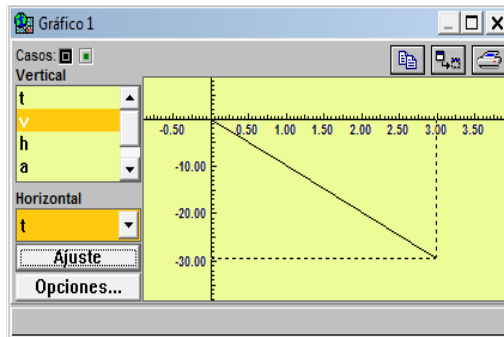 Gráfico 1
Casos:
Vertical
t
v
h
a
Horizontal
t
Ajuste
Opciones...
-0.50 0.50 1.00 1.50 2.00 2.50 3.00 3.50
-10.00
-20.00
-30.00